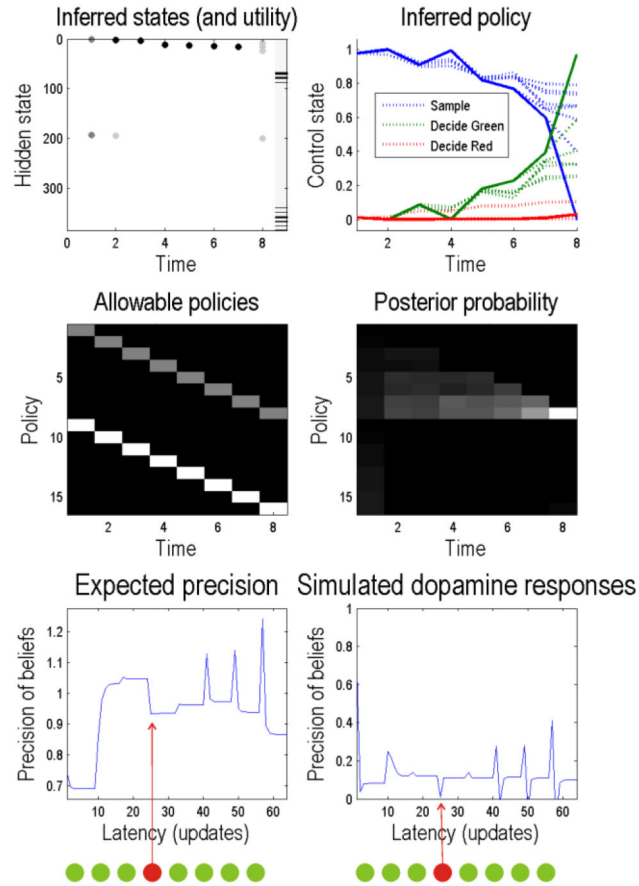 Inferred states (and utility)
0
100
200
300
Hidden state
0 2 4 6 8
Time
Inferred policy
1
0.8
0.6
0.4
0.2
0
Control state
Sample
Decide Green
Decide Red
2 4 6 8
Time
Allowable policies
5
10
15
Policy
2 4 6 8
Time
Posterior probability
5
10
15
Policy
2 4 6 8
Time
Expected precision
1.2
1.1
1
0.9
0.8
0.7
Precision of beliefs
10 20 30 40 50 60
Latency (updates)
Simulated dopamine responses
1
0.8
0.6
0.4
0.2
0
Precision of beliefs
10 20 30 40 50 60
Latency (updates)